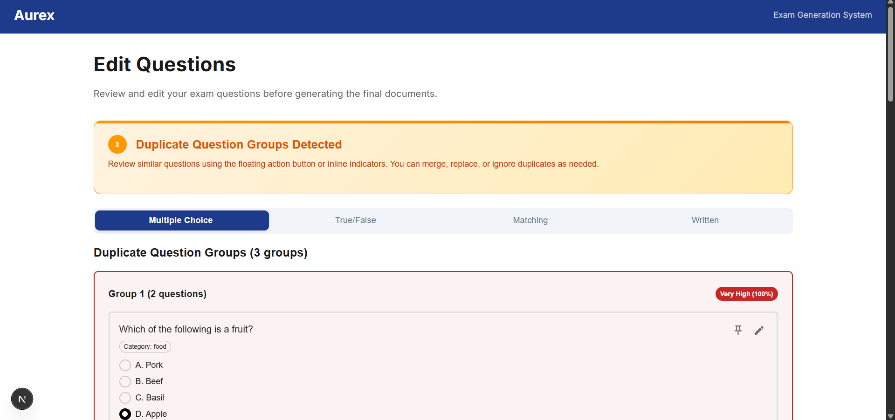 Aurex
Exam Generation System
Edit Questions
Review and edit your exam questions before generating the final documents.
3
Duplicate Question Groups Detected
Review similar questions using the floating action button or inline indicators. You can merge, replace, or ignore duplicates as needed.
Multiple Choice
True/False
Matching
Written
Duplicate Question Groups (3 groups)
Group 1 (2 questions)
Very High (100%)
Which of the following is a fruit?
Category: food
A. Pork
B. Beef
C. Basil
D. Apple
N